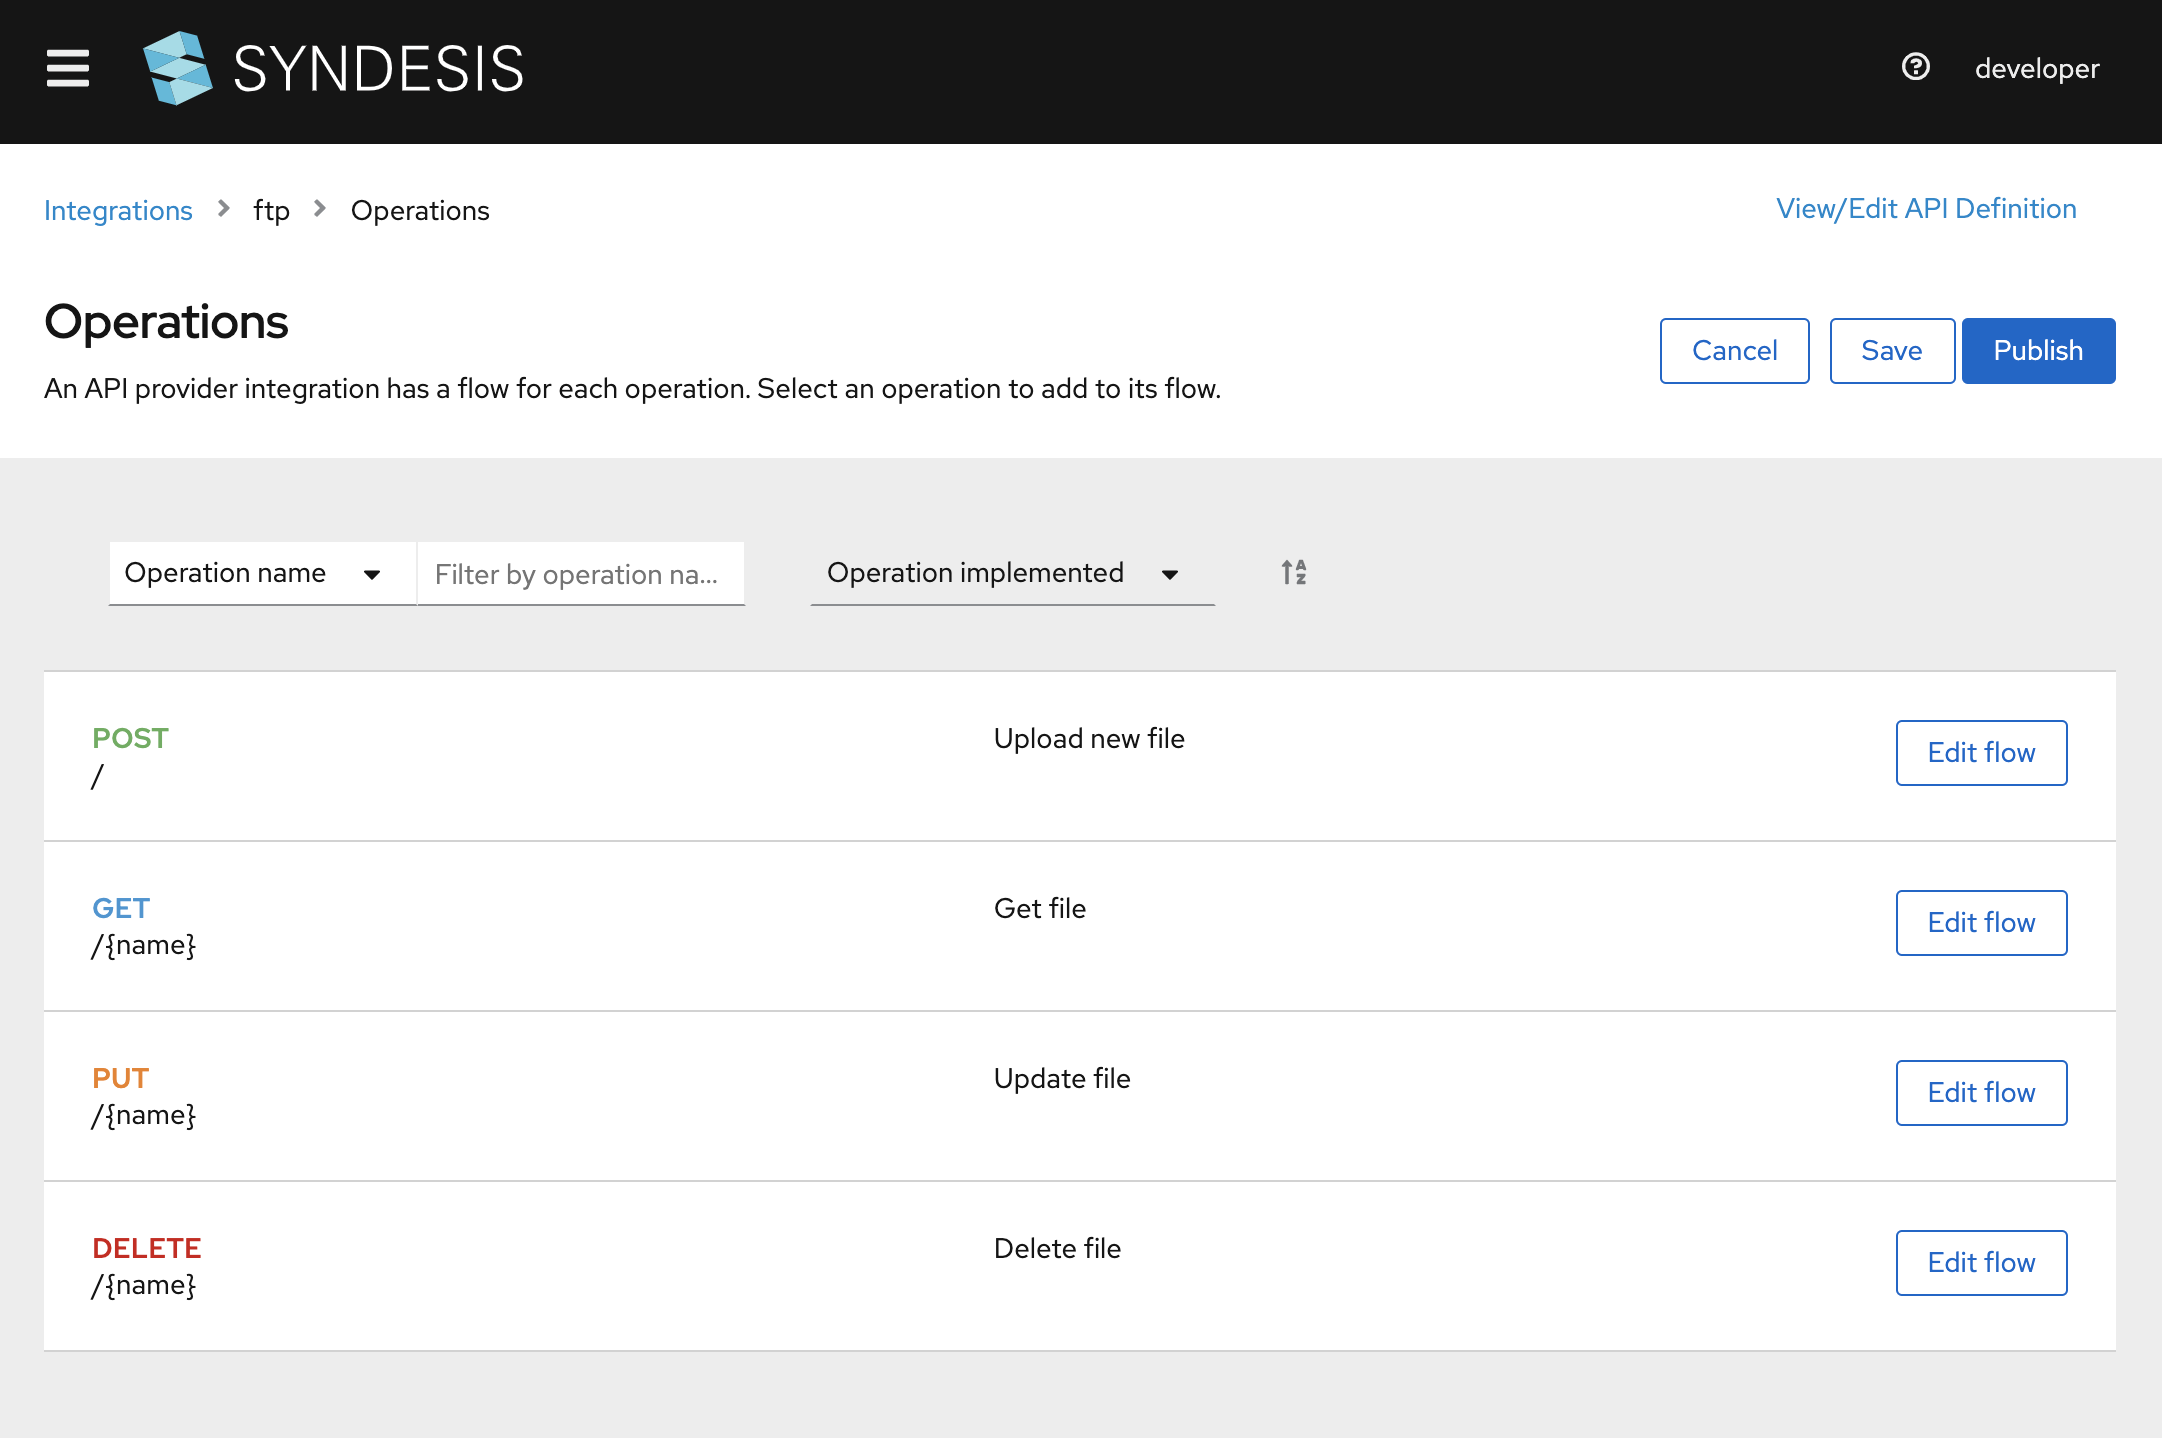 SYNDESIS
developer
Integrations > ftp > Operations
View/Edit API Definition
Operations
An API provider integration has a flow for each operation. Select an operation to add to its flow.
Cancel
Save
Publish
Operation name
Filter by operation na...
Operation implemented
POST
/
Upload new file
Edit flow
GET
/{name}
Get file
Edit flow
PUT
/{name}
Update file
Edit flow
DELETE
/{name}
Delete file
Edit flow